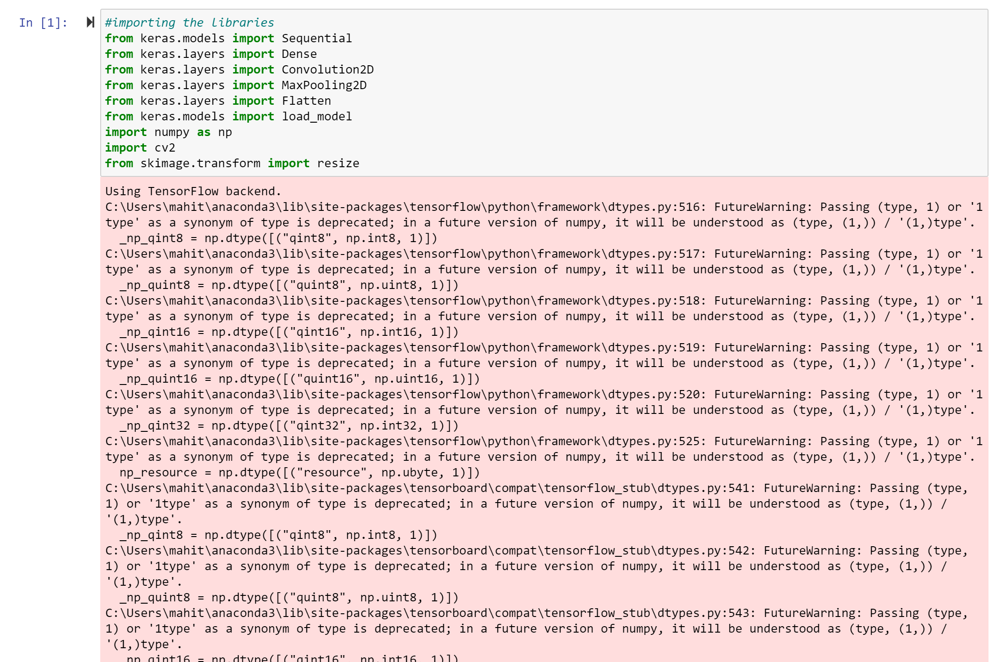 In [1]:
#importing the libraries
from keras.models import Sequential
from keras.layers import Dense
from keras.layers import Convolution2D
from keras.layers import MaxPooling2D
from keras.layers import Flatten
from keras.models import load_model
import numpy as np
import cv2
from skimage.transform import resize
Using TensorFlow backend.
C:\Users\mahit\anaconda3\lib\site-packages\tensorflow\python\framework\dtypes.py:516: FutureWarning: Passing (type, 1) or '1
type' as a synonym of type is deprecated; in a future version of numpy, it will be understood as (type, (1,)) / '(1,)type'.
  _np_qint8 = np.dtype([("qint8", np.int8, 1)])
C:\Users\mahit\anaconda3\lib\site-packages\tensorflow\python\framework\dtypes.py:517: FutureWarning: Passing (type, 1) or '1
type' as a synonym of type is deprecated; in a future version of numpy, it will be understood as (type, (1,)) / '(1,)type'.
  _np_quint8 = np.dtype([("quint8", np.uint8, 1)])
C:\Users\mahit\anaconda3\lib\site-packages\tensorflow\python\framework\dtypes.py:518: FutureWarning: Passing (type, 1) or '1
type' as a synonym of type is deprecated; in a future version of numpy, it will be understood as (type, (1,)) / '(1,)type'.
  _np_qint16 = np.dtype([("qint16", np.int16, 1)])
C:\Users\mahit\anaconda3\lib\site-packages\tensorflow\python\framework\dtypes.py:519: FutureWarning: Passing (type, 1) or '1
type' as a synonym of type is deprecated; in a future version of numpy, it will be understood as (type, (1,)) / '(1,)type'.
  _np_quint16 = np.dtype([("quint16", np.uint16, 1)])
C:\Users\mahit\anaconda3\lib\site-packages\tensorflow\python\framework\dtypes.py:520: FutureWarning: Passing (type, 1) or '1
type' as a synonym of type is deprecated; in a future version of numpy, it will be understood as (type, (1,)) / '(1,)type'.
  _np_qint32 = np.dtype([("qint32", np.int32, 1)])
C:\Users\mahit\anaconda3\lib\site-packages\tensorflow\python\framework\dtypes.py:525: FutureWarning: Passing (type, 1) or '1
type' as a synonym of type is deprecated; in a future version of numpy, it will be understood as (type, (1,)) / '(1,)type'.
  np_resource = np.dtype([("resource", np.ubyte, 1)])
C:\Users\mahit\anaconda3\lib\site-packages\tensorboard\compat\tensorflow_stub\dtypes.py:541: FutureWarning: Passing (type,
1) or '1type' as a synonym of type is deprecated; in a future version of numpy, it will be understood as (type, (1,)) /
'(1,)type'.
  _np_qint8 = np.dtype([("qint8", np.int8, 1)])
C:\Users\mahit\anaconda3\lib\site-packages\tensorboard\compat\tensorflow_stub\dtypes.py:542: FutureWarning: Passing (type,
1) or '1type' as a synonym of type is deprecated; in a future version of numpy, it will be understood as (type, (1,)) /
'(1,)type'.
  _np_quint8 = np.dtype([("quint8", np.uint8, 1)])
C:\Users\mahit\anaconda3\lib\site-packages\tensorboard\compat\tensorflow_stub\dtypes.py:543: FutureWarning: Passing (type,
1) or '1type' as a synonym of type is deprecated; in a future version of numpy, it will be understood as (type, (1,)) /
'(1,)type'.
  _np_qint16 = np.dtype([("qint16", np.int16, 1)])